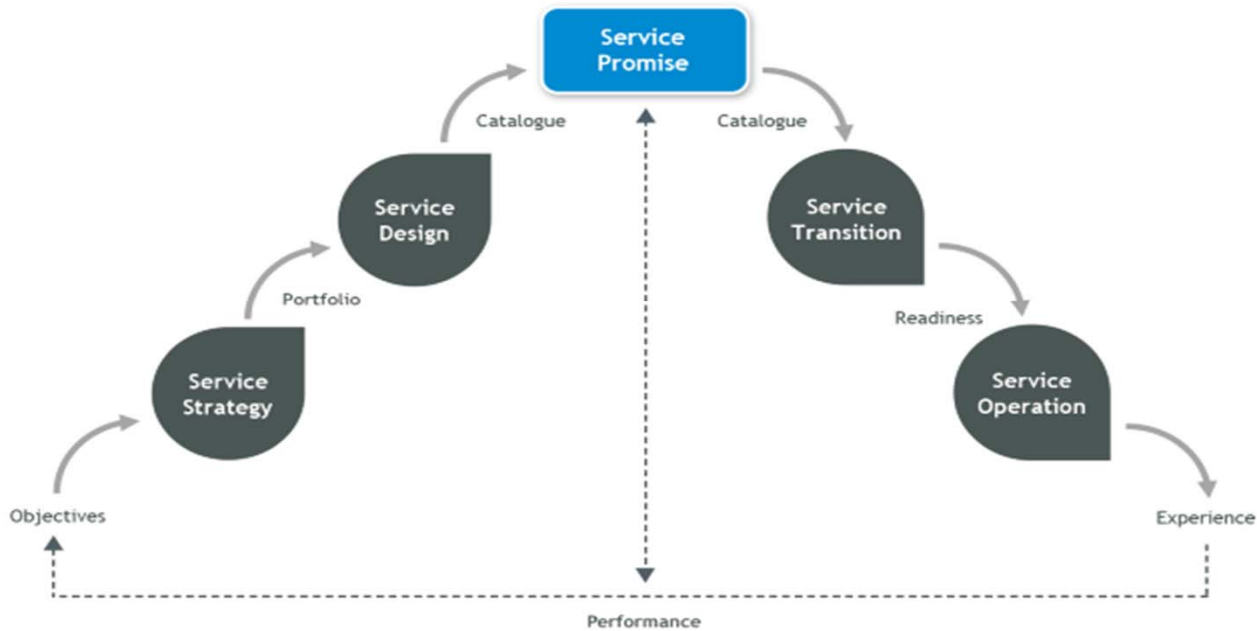 Service
Promise
Catalogue
Catalogue
Service
Design
Service
Transition
Portfolio
Readiness
Service
Strategy
Service
Operation
Objectives
Experience
Performance